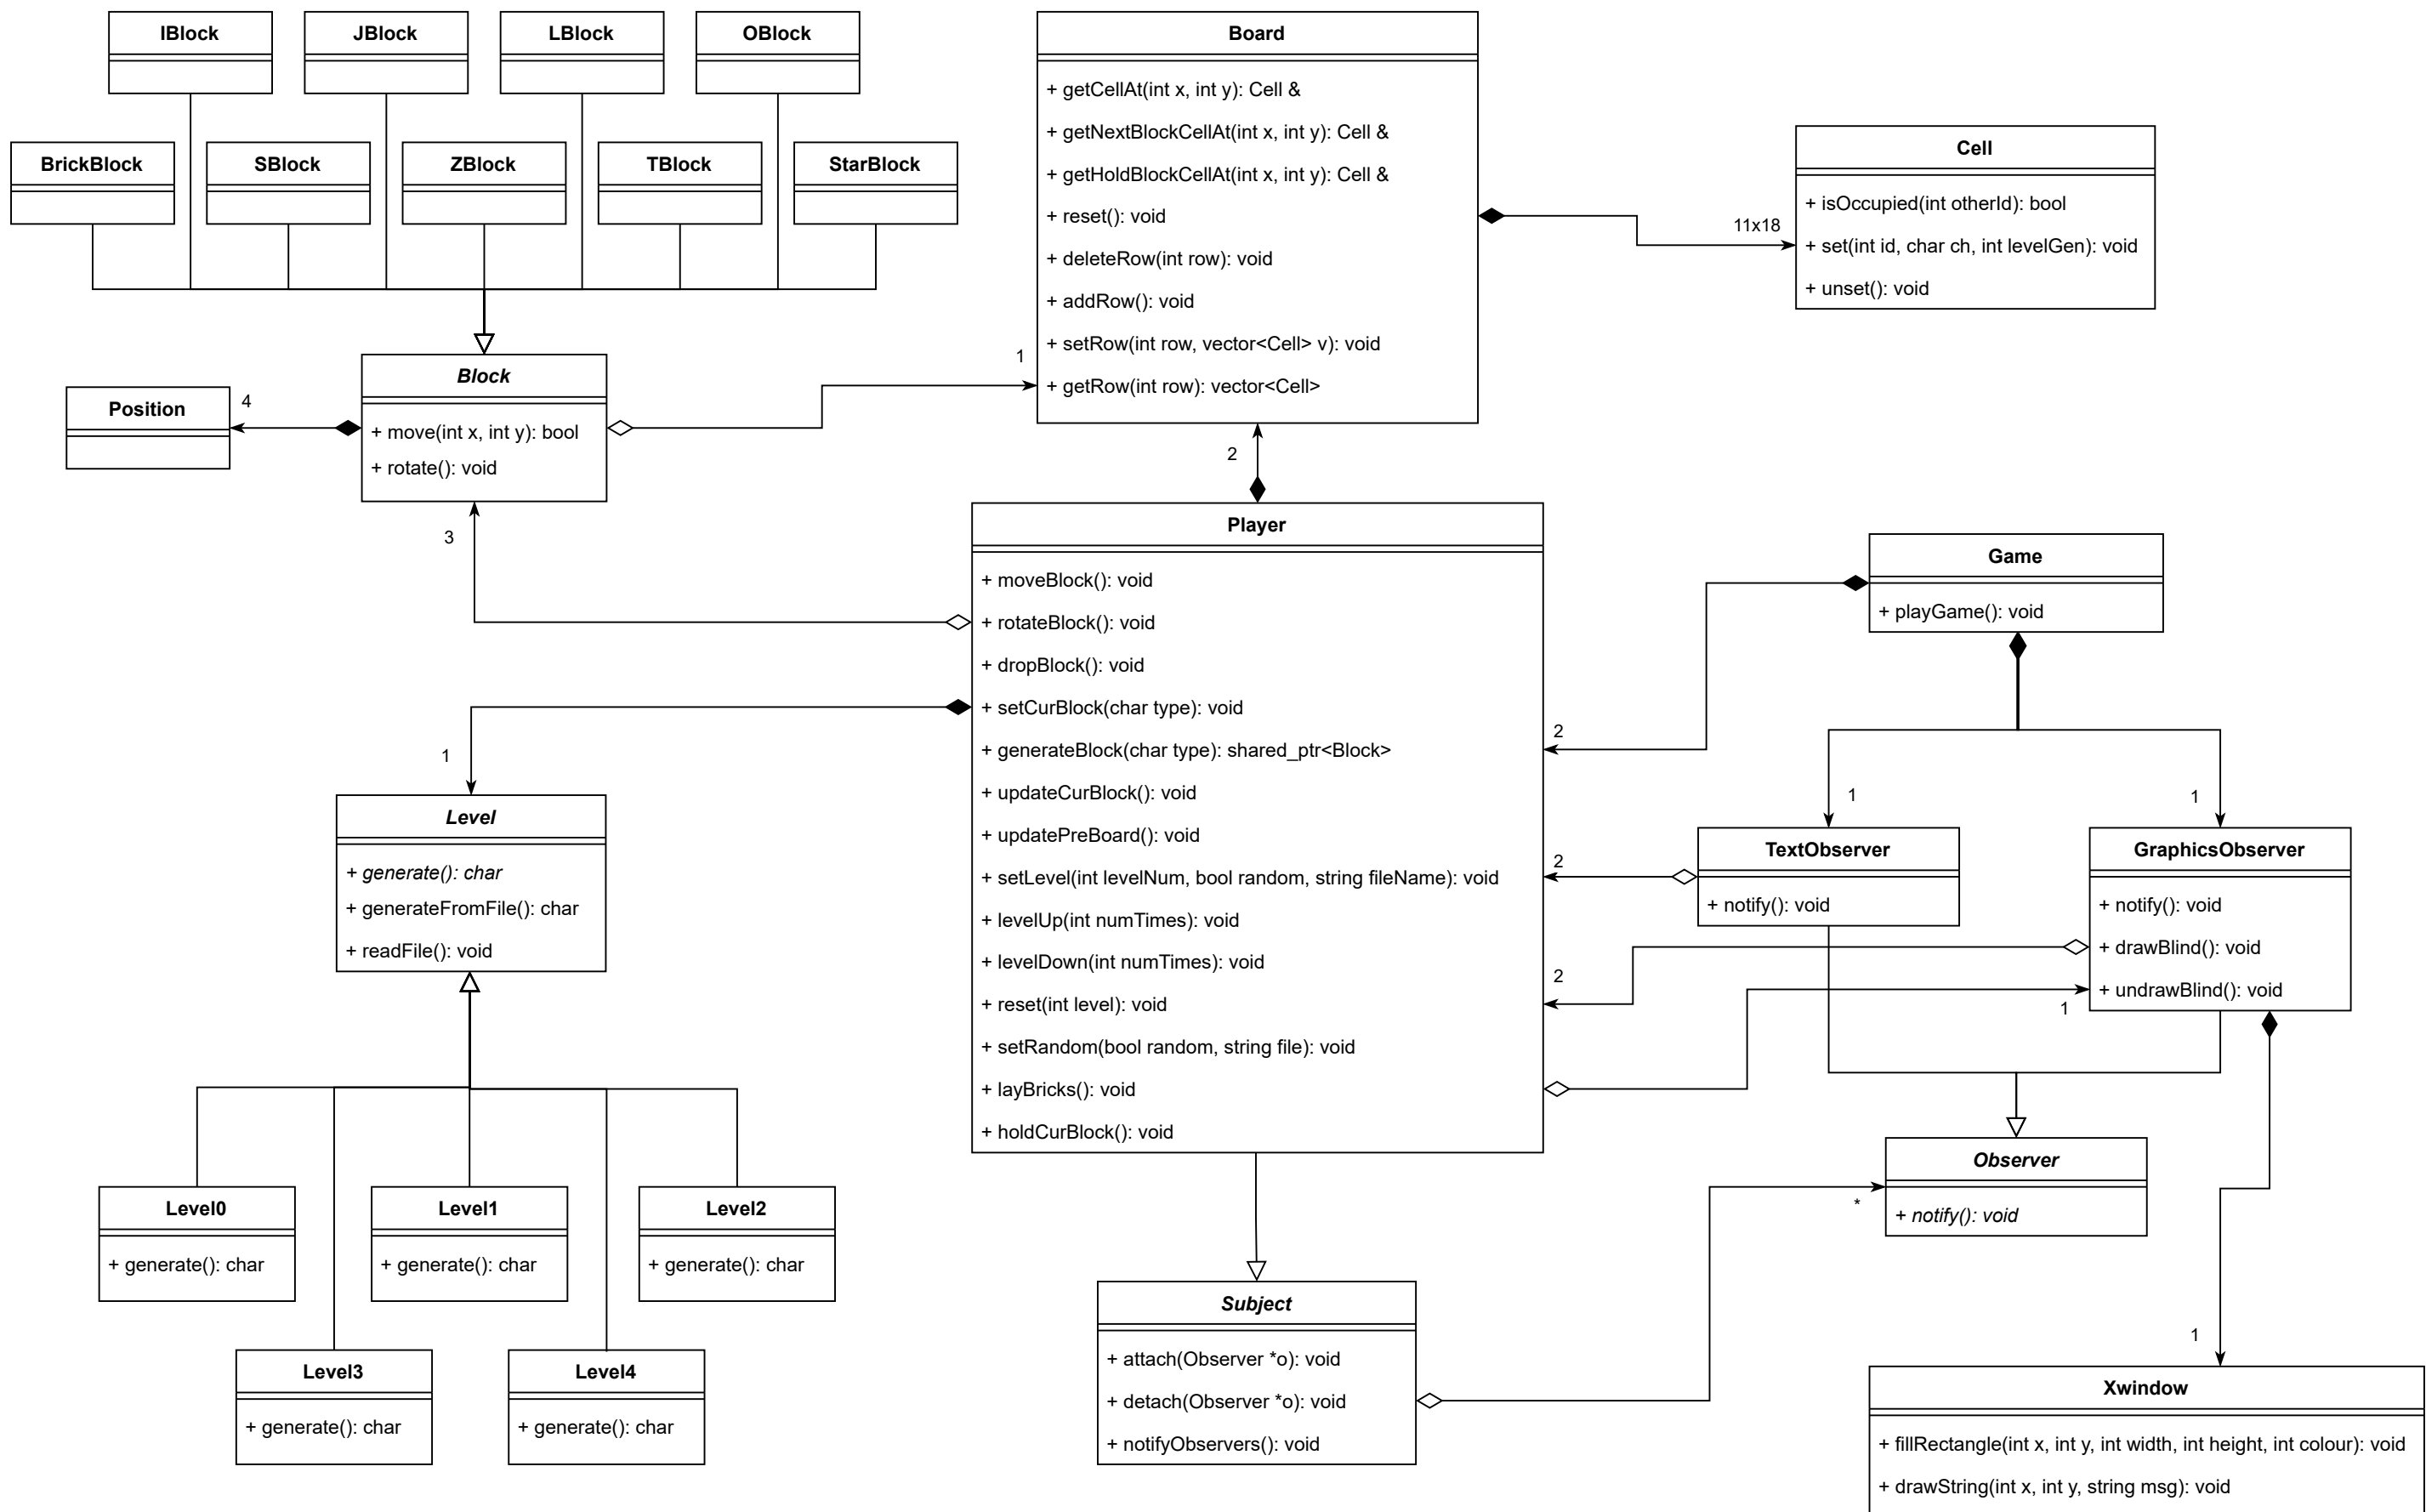 IBlock
JBlock
LBlock
OBlock
BrickBlock
SBlock
ZBlock
TBlock
StarBlock
Block
+ move(int x, int y): bool
+ rotate(): void
Position
4
1
3
Board
+ getCellAt(int x, int y): Cell &
+ getNextBlockCellAt(int x, int y): Cell &
+ getHoldBlockCellAt(int x, int y): Cell &
+ reset(): void
+ deleteRow(int row): void
+ addRow(): void
+ setRow(int row, vector<Cell> v): void
+ getRow(int row): vector<Cell>
11x18
Cell
+ isOccupied(int otherId): bool
+ set(int id, char ch, int levelGen): void
+ unset(): void
2
Player
+ moveBlock(): void
+ rotateBlock(): void
+ dropBlock(): void
+ setCurBlock(char type): void
+ generateBlock(char type): shared_ptr<Block>
+ updateCurBlock(): void
+ updatePreBoard(): void
+ setLevel(int levelNum, bool random, string fileName): void
+ levelUp(int numTimes): void
+ levelDown(int numTimes): void
+ reset(int level): void
+ setRandom(bool random, string file): void
+ layBricks(): void
+ holdCurBlock(): void
Game
+ playGame(): void
2
1
1
2
2
1
TextObserver
+ notify(): void
GraphicsObserver
+ notify(): void
+ drawBlind(): void
+ undrawBlind(): void
1
Level
+ generate(): char
+ generateFromFile(): char
+ readFile(): void
Level0
+ generate(): char
Level1
+ generate(): char
Level2
+ generate(): char
Level3
+ generate(): char
Level4
+ generate(): char
Subject
+ attach(Observer *o): void
+ detach(Observer *o): void
+ notifyObservers(): void
*
Observer
+ notify(): void
1
Xwindow
+ fillRectangle(int x, int y, int width, int height, int colour): void
+ drawString(int x, int y, string msg): void